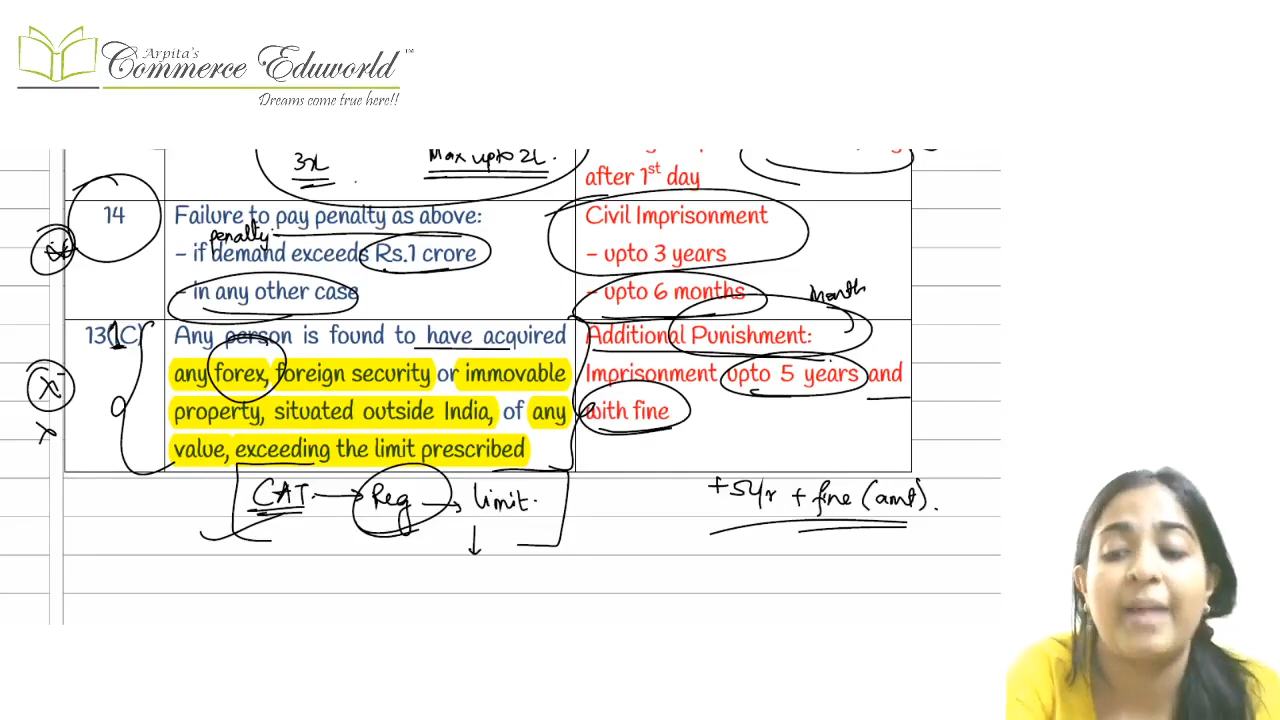 Arpita's
Commerce Eduworld™
Dreams come true here!!
3x
Max upto 2L.
after 1st day
14
Failure to pay penalty as above:
penalty
- if demand exceeds Rs.1 crore
- in any other case
Civil Imprisonment
- upto 3 years
- upto 6 months
Month
13(1C)
Any person is found to have acquired
any forex, foreign security or immovable
property, situated outside India, of any
value, exceeding the limit prescribed
Additional Punishment:
Imprisonment upto 5 years and
with fine
CAT → Reg → limit.
+5Yr + fine (amt).